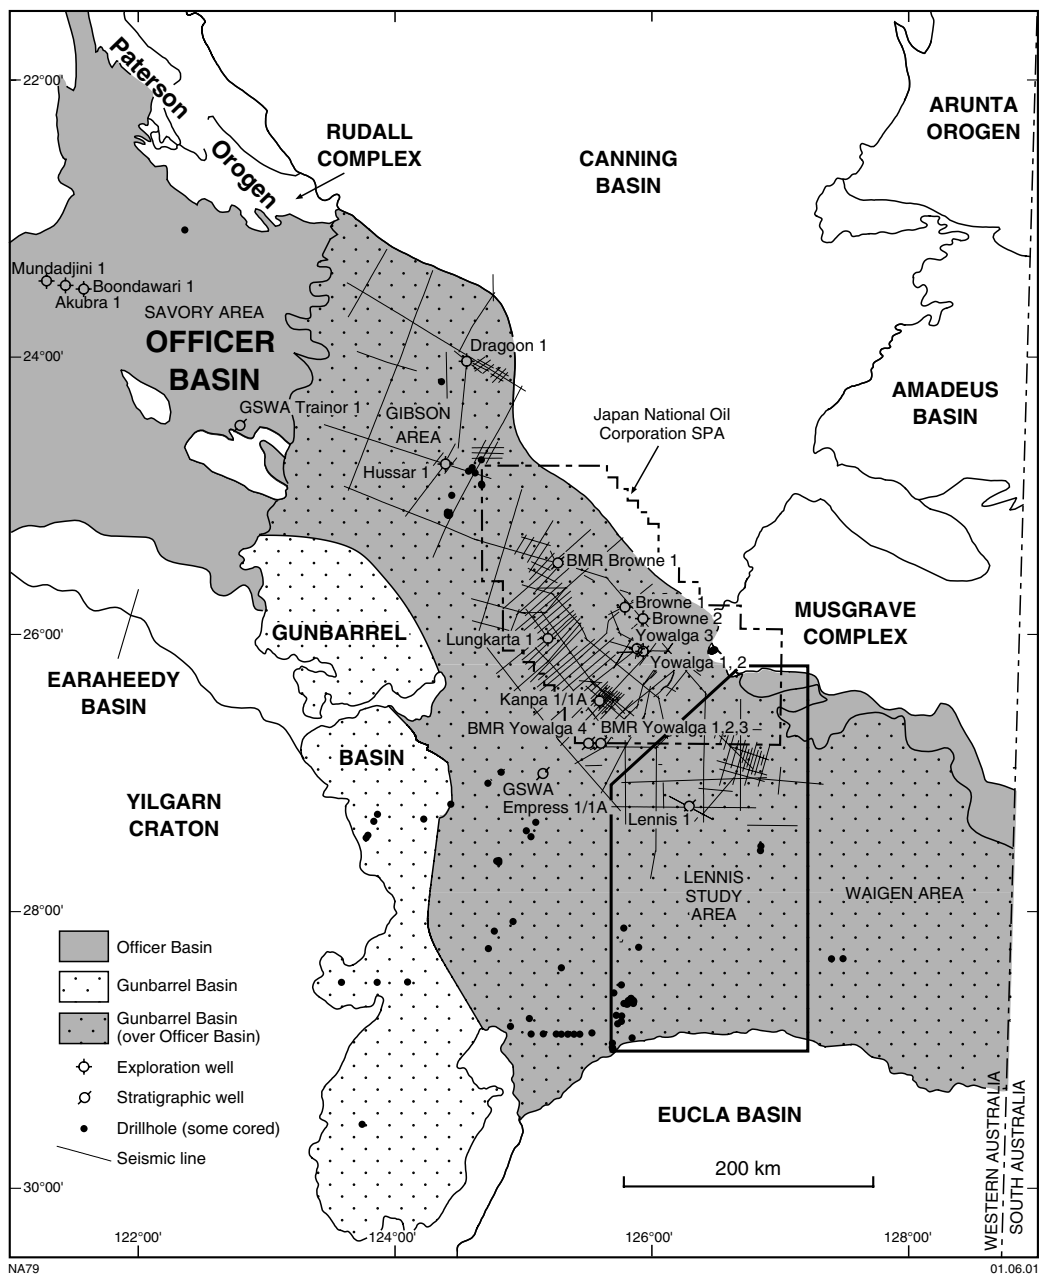 22°00'
Paterson
Orogen
RUDALL
COMPLEX
CANNING
BASIN
ARUNTA
OROGEN
Mundadjini 1
Boondawari 1
Akubra 1
SAVORY AREA
OFFICER
BASIN
24°00'
Dragoon 1
GSWA Trainor 1
GIBSON
AREA
Hussar 1
Japan National Oil
Corporation SPA
AMADEUS
BASIN
BMR Browne 1
Browne 1
Browne 2
Yowalga 3
Yowalga 1, 2
Lungkarta 1
MUSGRAVE
COMPLEX
26°00'
GUNBARREL
EARAHEEDY
BASIN
Kanpa 1/1A
BMR Yowalga 4
BMR Yowalga 1,2,3
BASIN
GSWA
Empress 1/1A
Lennis 1
YILGARN
CRATON
LENNIS
STUDY
AREA
WAIGEN AREA
28°00'
Officer Basin
Gunbarrel Basin
Gunbarrel Basin
(over Officer Basin)
Exploration well
Stratigraphic well
Drillhole (some cored)
Seismic line
EUCLA BASIN
200 km
WESTERN AUSTRALIA
SOUTH AUSTRALIA
30°00'
122°00'
124°00'
126°00'
128°00'
NA79
01.06.01